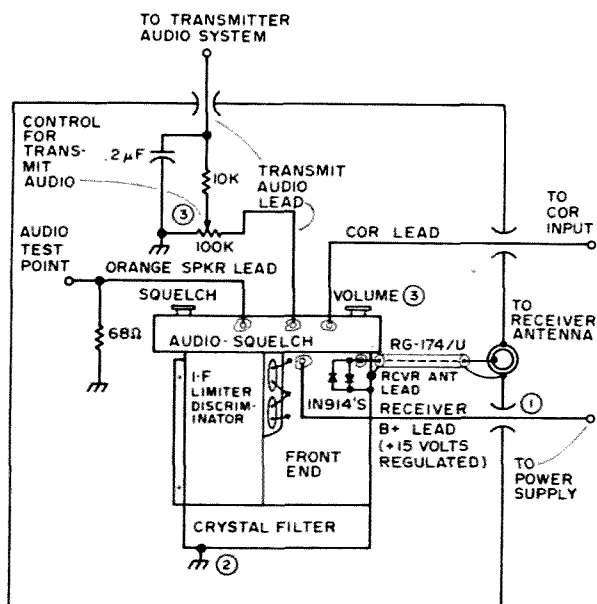 TO TRANSMITTER
AUDIO SYSTEM
CONTROL
FOR
TRANS-
MIT
AUDIO
.2µF
10K
TRANSMIT
AUDIO
LEAD
3
100K
TO
COR
INPUT
COR LEAD
AUDIO
TEST
POINT
ORANGE SPKR LEAD
SQUELCH
VOLUME 3
TO
RECEIVER
ANTENNA
68Ω
AUDIO-SQUELCH
RG-174/U
I-F
LIMITER
DISCRIM-
INATOR
1N914'S
RCVR ANT
LEAD
RECEIVER
B+ LEAD
(+15 VOLTS
REGULATED)
1
FRONT
END
TO
POWER
SUPPLY
CRYSTAL FILTER
2